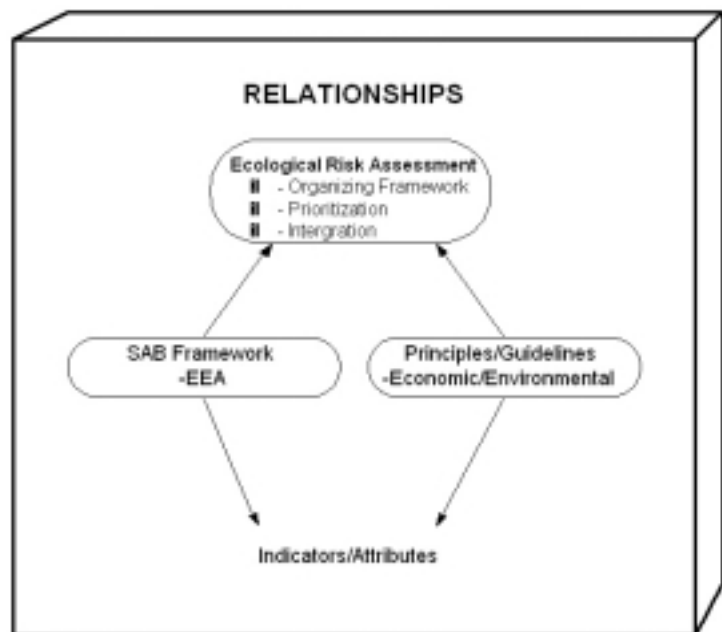 RELATIONSHIPS
Ecological Risk Assessment
- Organizing Framework
- Prioritization
- Intergration
SAB Framework
-EEA
Principles/Guidelines
-Economic/Environmental
Indicators/Attributes